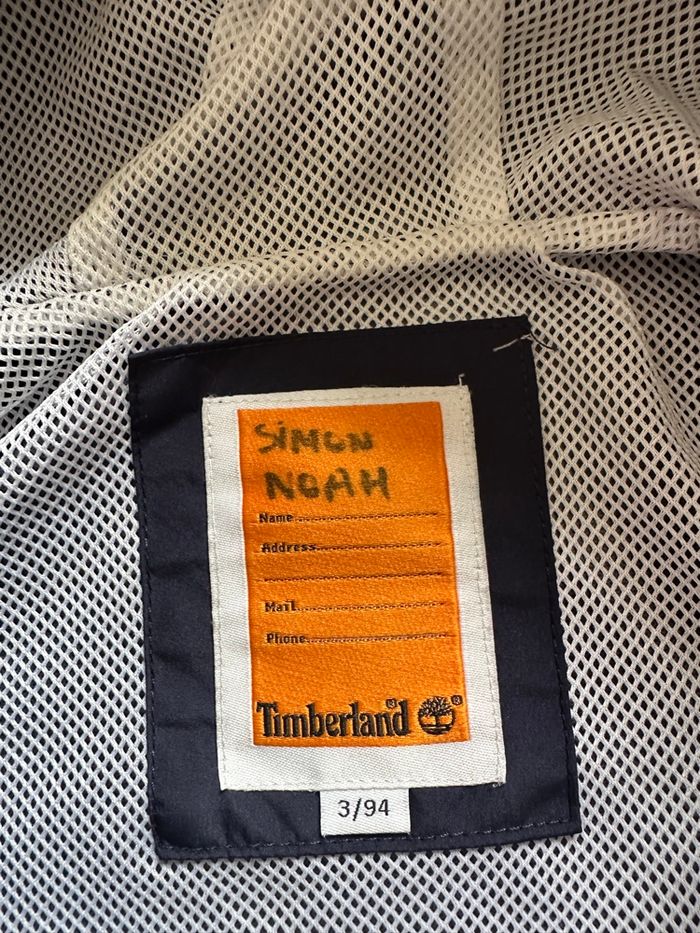 SIMON
NOAH
Name
Address
Mail
Phone
Timberland® ®
3/94